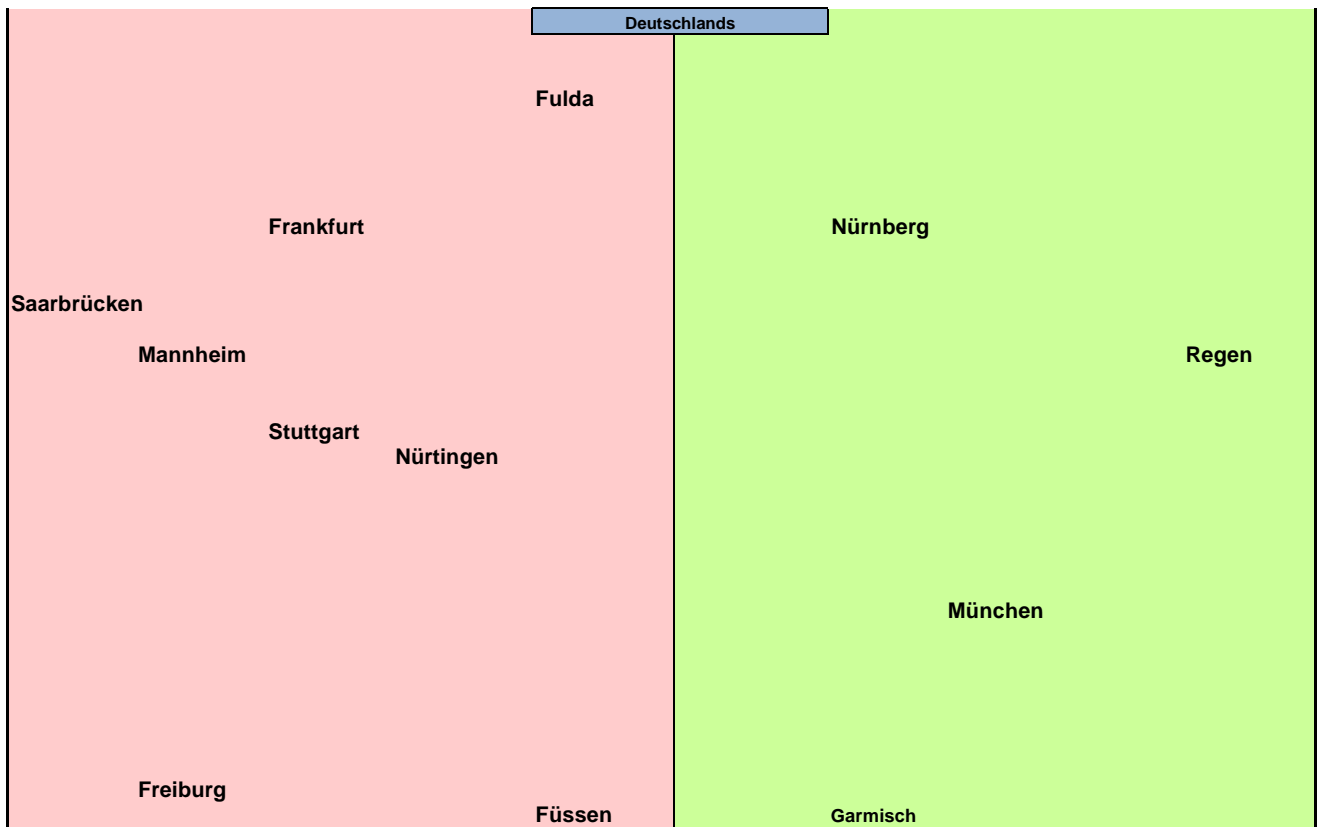 Deutschlands
Fulda
Frankfurt
Nürnberg
Saarbrücken
Mannheim
Regen
Stuttgart
Nürtingen
München
Freiburg
Füssen
Garmisch